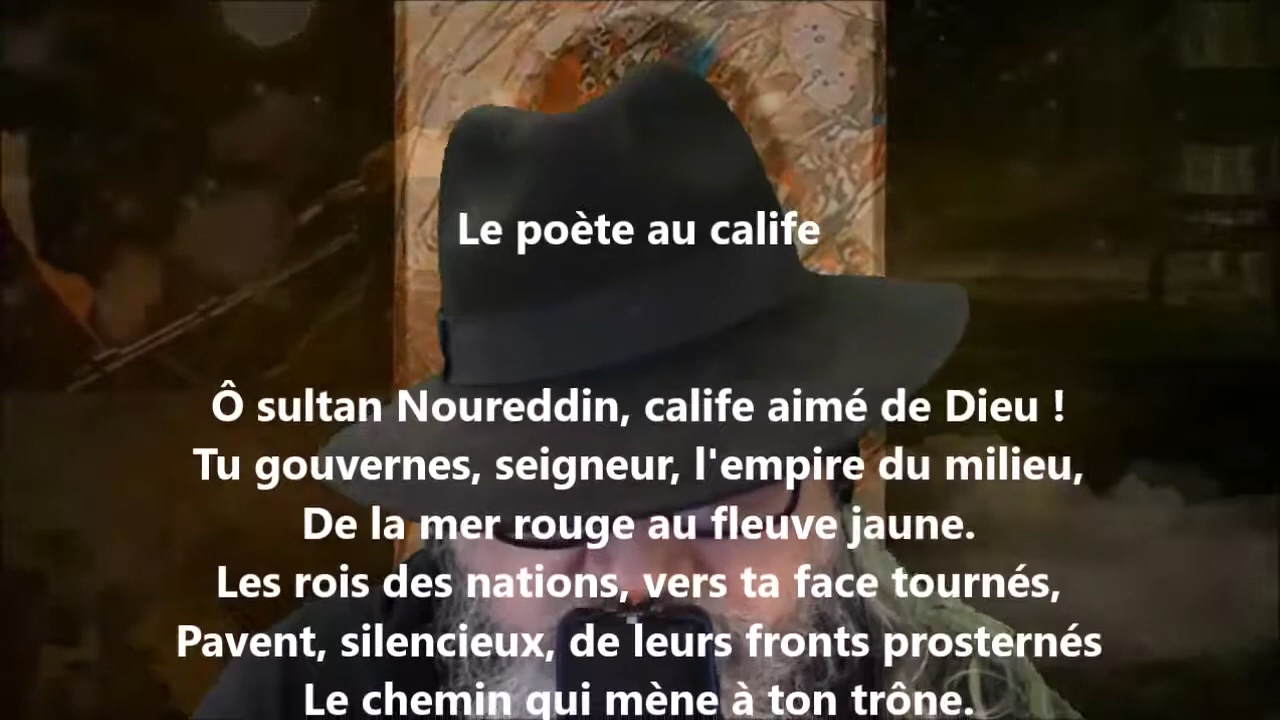 Le poète au calife
Ô sultan Noureddin, calife aimé de Dieu !
Tu gouvernes, seigneur, l'empire du milieu,
De la mer rouge au fleuve jaune.
Les rois des nations, vers ta face tournés,
Pavent, silencieux, de leurs fronts prosternés
Le chemin qui mène à ton trône.